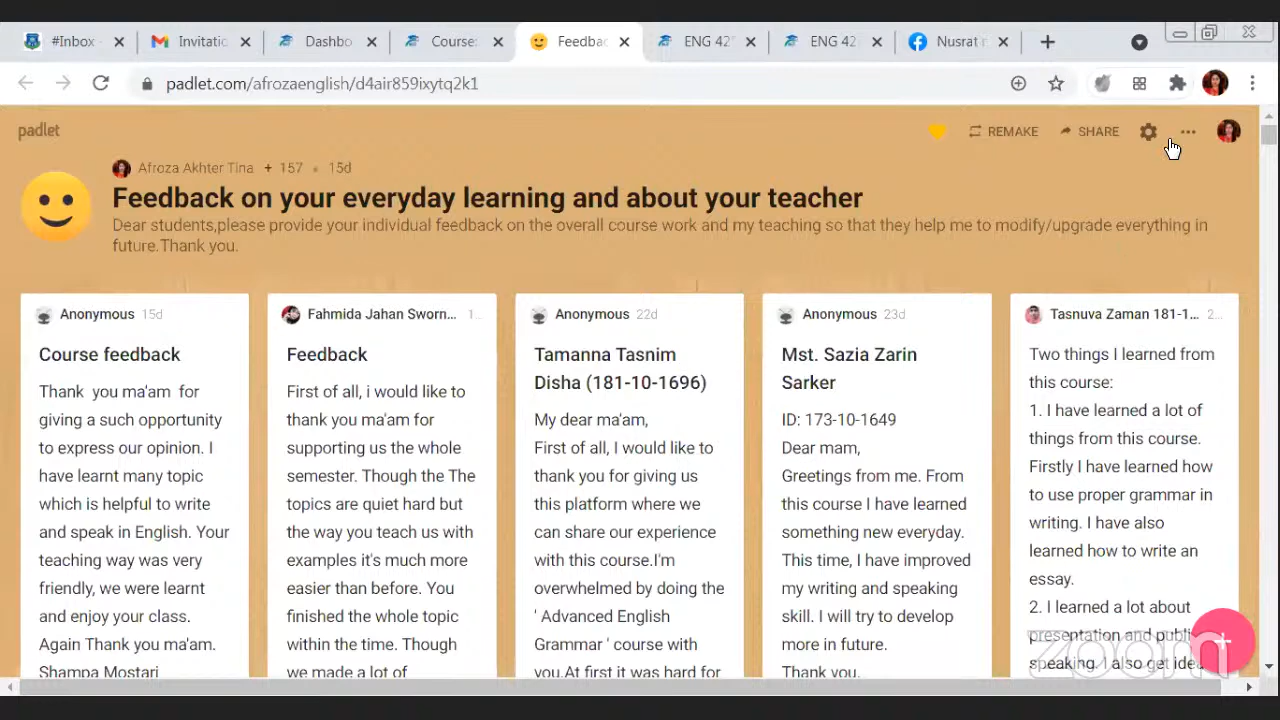 #Inbox
Invitatio
Dashbo
Course:
Feedbac
ENG 42
ENG 42
Nusrat n
padlet.com/afrozaenglish/d4air859ixytq2k1
padlet
REMAKE
SHARE
Afroza Akhter Tina + 157 15d
Feedback on your everyday learning and about your teacher
Dear students,please provide your individual feedback on the overall course work and my teaching so that they help me to modify/upgrade everything in
future.Thank you.
Anonymous 15d
Course feedback
Thank you ma'am for
giving a such opportunity
to express our opinion. I
have learnt many topic
which is helpful to write
and speak in English. Your
teaching way was very
friendly, we were learnt
and enjoy your class.
Again Thank you ma'am.
Shampa Mostari
Fahmida Jahan Sworn... 1...
Feedback
First of all, i would like to
thank you ma'am for
supporting us the whole
semester. Though the The
topics are quiet hard but
the way you teach us with
examples it's much more
easier than before. You
finished the whole topic
within the time. Though
we made a lot of
Anonymous 22d
Tamanna Tasnim
Disha (181-10-1696)
My dear ma'am,
First of all, I would like to
thank you for giving us
this platform where we
can share our experience
with this course.I'm
overwhelmed by doing the
' Advanced English
Grammar ' course with
you.At first it was hard for
Anonymous 23d
Mst. Sazia Zarin
Sarker
ID: 173-10-1649
Dear mam,
Greetings from me. From
this course I have learned
something new everyday.
This time, I have improved
my writing and speaking
skill. I will try to develop
more in future.
Thank you.
Tasnuva Zaman 181-1... 2...
Two things I learned from
this course:
1. I have learned a lot of
things from this course.
Firstly I have learned how
to use proper grammar in
writing. I have also
learned how to write an
essay.
2. I learned a lot about
presentation and publi
speaking. I also get idea
zoom